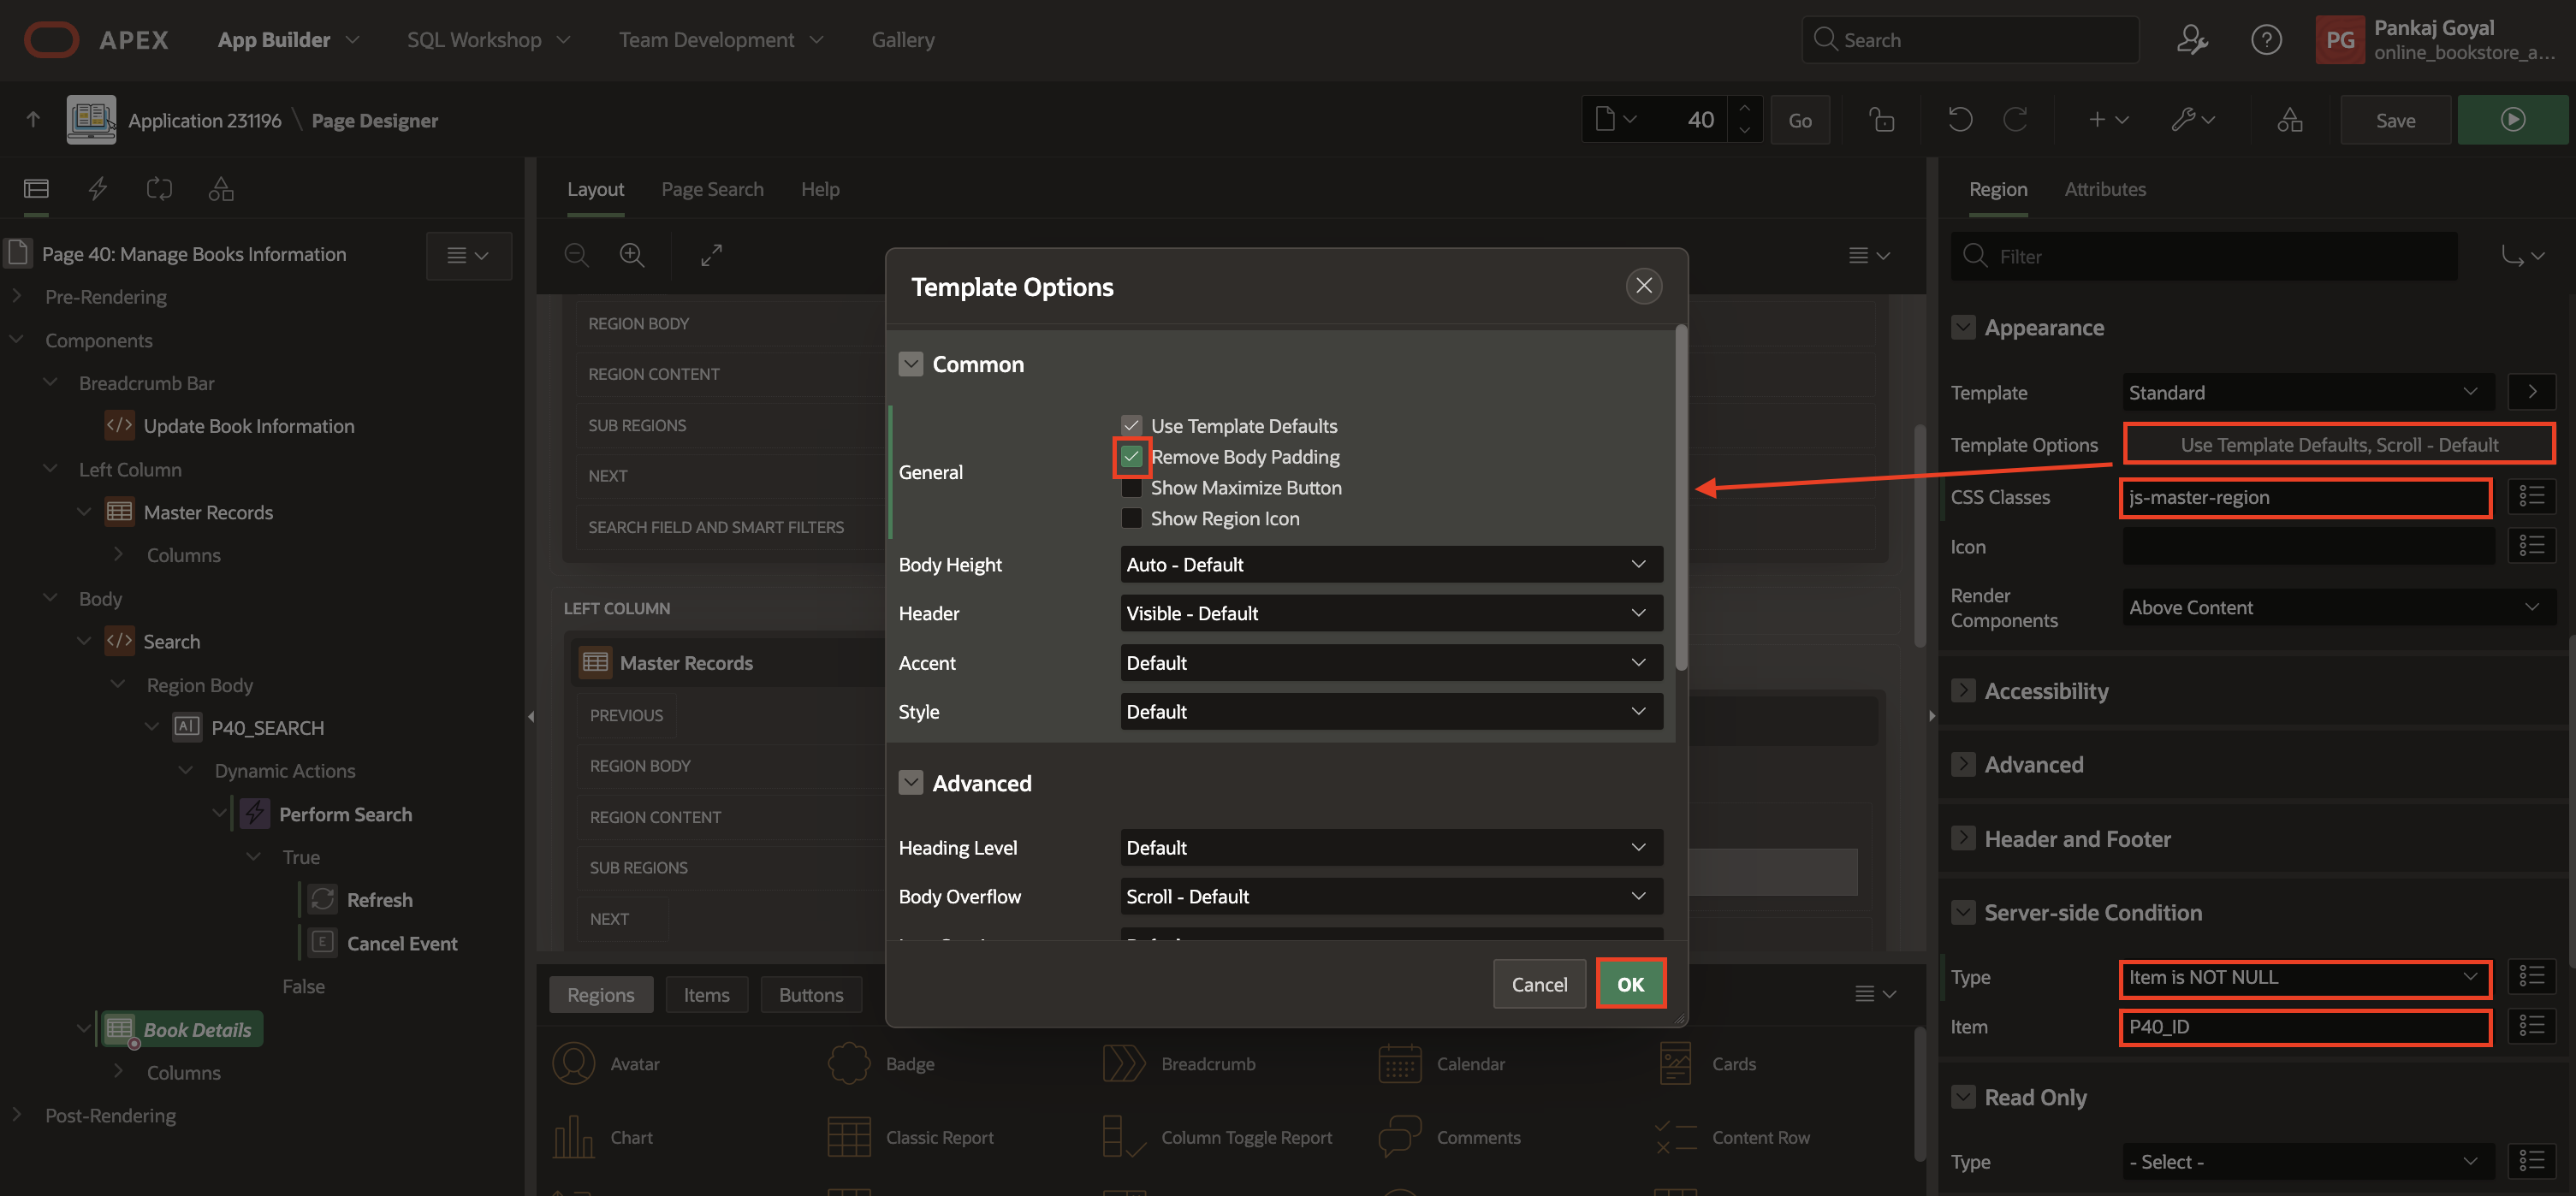 APEX App Builder SQL Workshop Team Development Gallery Search PG Pankaj Goyal
online_bookstore_a...
Application 231196 \ Page Designer 40 Go Save
Layout Page Search Help
Region Attributes
Page 40: Manage Books Information
Pre-Rendering
Components
Breadcrumb Bar
Update Book Information
Left Column
Master Records
Columns
Body
Search
Region Body
P40_SEARCH
Dynamic Actions
Perform Search
True
Refresh
Cancel Event
False
Book Details
Columns
Post-Rendering
REGION BODY
REGION CONTENT
SUB REGIONS
NEXT
SEARCH FIELD AND SMART FILTERS
LEFT COLUMN
Master Records
PREVIOUS
REGION BODY
REGION CONTENT
SUB REGIONS
NEXT
Template Options
Common
General
Use Template Defaults
Remove Body Padding
Show Maximize Button
Show Region Icon
Body Height Auto - Default
Header Visible - Default
Accent Default
Style Default
Advanced
Heading Level Default
Body Overflow Scroll - Default
Cancel OK
Regions Items Buttons
Avatar Badge Breadcrumb Calendar Cards
Chart Classic Report Column Toggle Report Comments Content Row
Filter
Appearance
Template Standard
Template Options Use Template Defaults, Scroll - Default
CSS Classes js-master-region
Icon
Render
Components Above Content
Accessibility
Advanced
Header and Footer
Server-side Condition
Type Item is NOT NULL
Item P40_ID
Read Only
Type - Select -